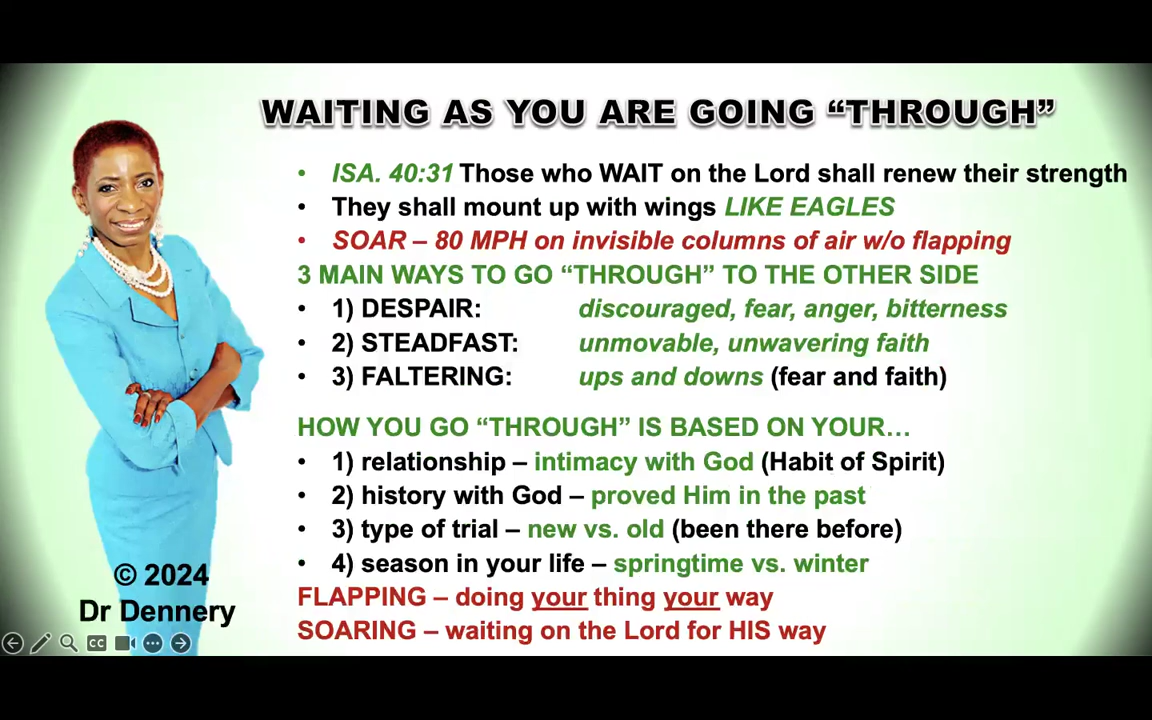 WAITING AS YOU ARE GOING “THROUGH”
• ISA. 40:31 Those who WAIT on the Lord shall renew their strength
• They shall mount up with wings LIKE EAGLES
• SOAR – 80 MPH on invisible columns of air w/o flapping
3 MAIN WAYS TO GO “THROUGH” TO THE OTHER SIDE
• 1) DESPAIR: discouraged, fear, anger, bitterness
• 2) STEADFAST: unmovable, unwavering faith
• 3) FALTERING: ups and downs (fear and faith)
HOW YOU GO “THROUGH” IS BASED ON YOUR…
• 1) relationship – intimacy with God (Habit of Spirit)
• 2) history with God – proved Him in the past
• 3) type of trial – new vs. old (been there before)
• 4) season in your life – springtime vs. winter
FLAPPING – doing your thing your way
SOARING – waiting on the Lord for HIS way
© 2024
Dr Dennery
CC